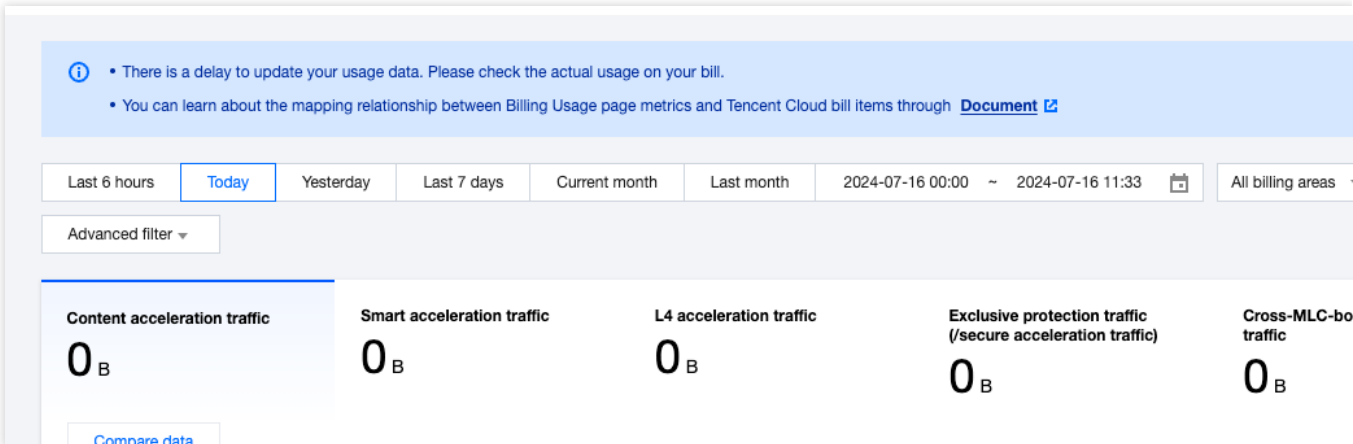 • There is a delay to update your usage data. Please check the actual usage on your bill.
• You can learn about the mapping relationship between Billing Usage page metrics and Tencent Cloud bill items through Document
Last 6 hours Today Yesterday Last 7 days Current month Last month 2024-07-16 00:00 ~ 2024-07-16 11:33 All billing areas
Advanced filter
Content acceleration traffic
0 B
Smart acceleration traffic
0 B
L4 acceleration traffic
0 B
Exclusive protection traffic
(/secure acceleration traffic)
0 B
Cross-MLC-bo
traffic
0 B
Compare data